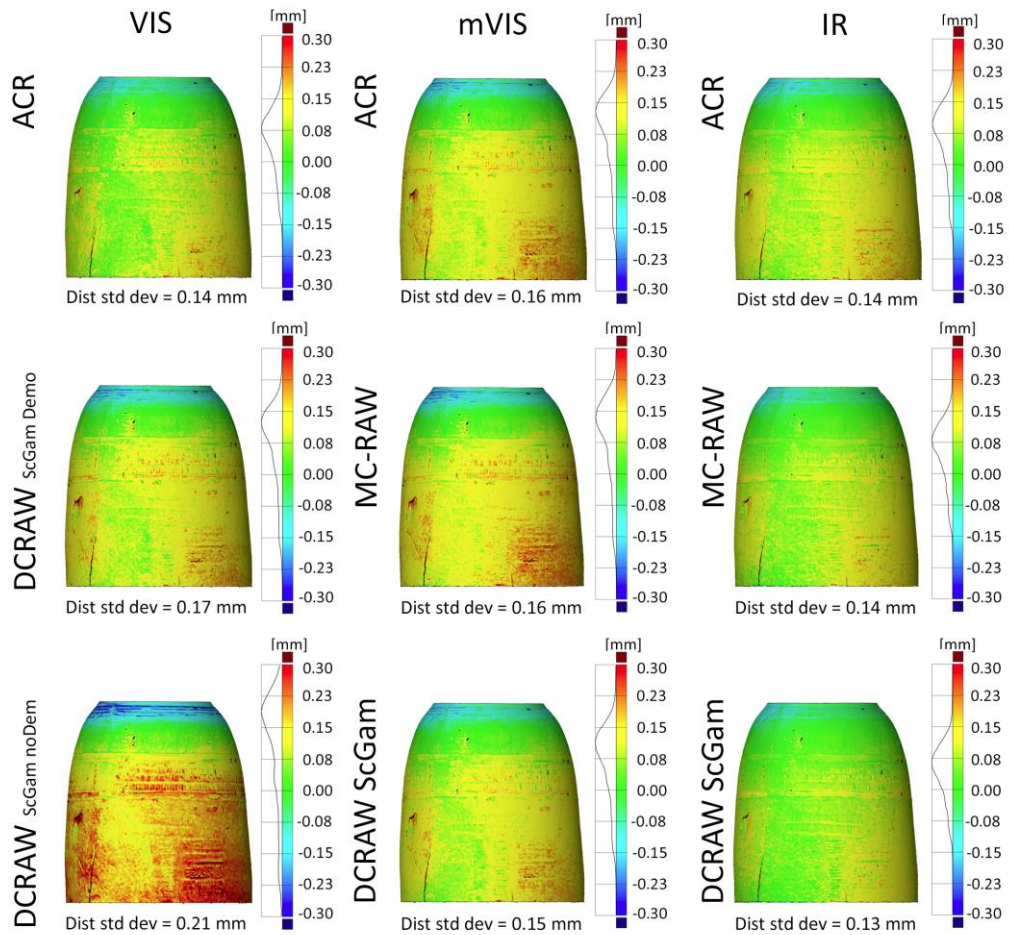 VIS
mVIS
IR
ACR
[mm]
0.30
0.23
0.15
0.08
0.00
-0.08
-0.15
-0.23
-0.30
Dist std dev = 0.14 mm
ACR
[mm]
0.30
0.23
0.15
0.08
0.00
-0.08
-0.15
-0.23
-0.30
Dist std dev = 0.16 mm
ACR
[mm]
0.30
0.23
0.15
0.08
0.00
-0.08
-0.15
-0.23
-0.30
Dist std dev = 0.14 mm
DCRAW scGam Demo
[mm]
0.30
0.23
0.15
0.08
0.00
-0.08
-0.15
-0.23
-0.30
Dist std dev = 0.17 mm
MC-RAW
[mm]
0.30
0.23
0.15
0.08
0.00
-0.08
-0.15
-0.23
-0.30
Dist std dev = 0.16 mm
MC-RAW
[mm]
0.30
0.23
0.15
0.08
0.00
-0.08
-0.15
-0.23
-0.30
Dist std dev = 0.14 mm
DCRAW scGam noDem
[mm]
0.30
0.23
0.15
0.08
0.00
-0.08
-0.15
-0.23
-0.30
Dist std dev = 0.21 mm
DCRAW ScGam
[mm]
0.30
0.23
0.15
0.08
0.00
-0.08
-0.15
-0.23
-0.30
Dist std dev = 0.15 mm
DCRAW ScGam
[mm]
0.30
0.23
0.15
0.08
0.00
-0.08
-0.15
-0.23
-0.30
Dist std dev = 0.13 mm